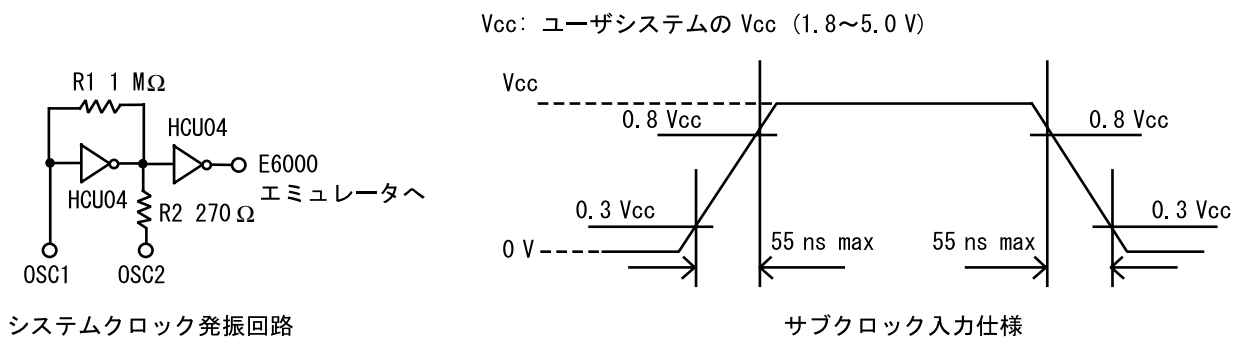 Vcc: ユーザシステムの Vcc (1.8～5.0 V)
R1 1 MΩ
HCU04
HCU04
E6000
エミュレータへ
R2 270 Ω
OSC1
OSC2
システムクロック発振回路
Vcc
0.8 Vcc
0.8 Vcc
0.3 Vcc
0.3 Vcc
0 V
55 ns max
55 ns max
サブクロック入力仕様